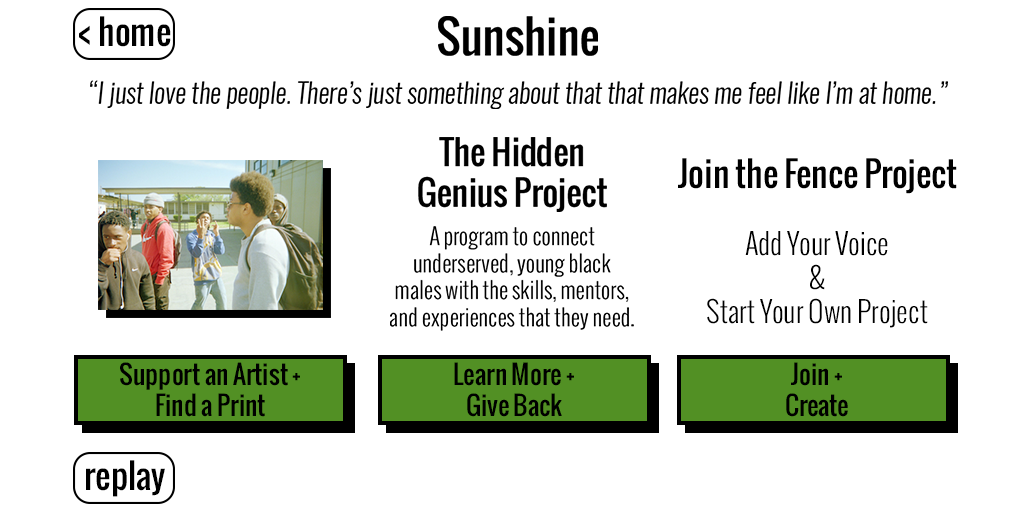 < home
Sunshine
“I just love the people. There’s just something about that that makes me feel like I’m at home.”
The Hidden
Genius Project
A program to connect
underserved, young black
males with the skills, mentors,
and experiences that they need.
Join the Fence Project
Add Your Voice
&
Start Your Own Project
Support an Artist +
Find a Print
Learn More +
Give Back
Join +
Create
replay